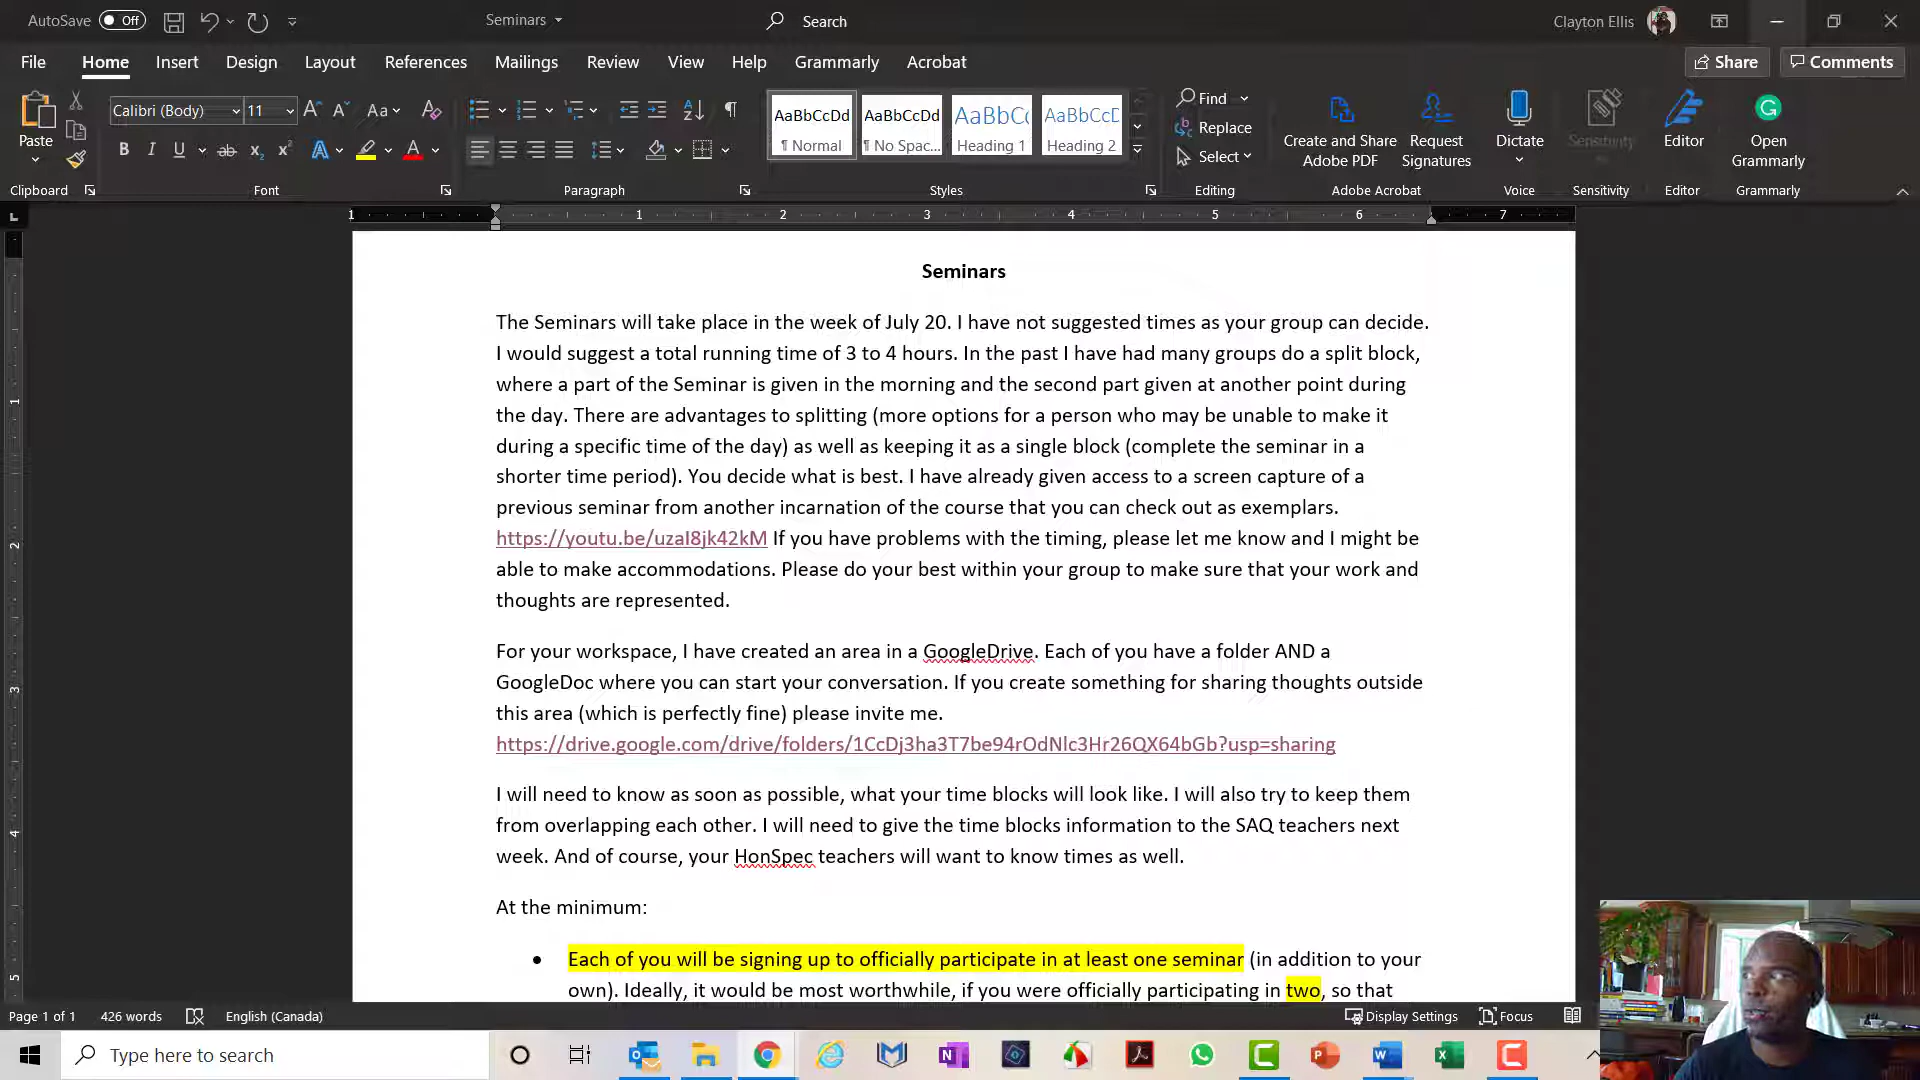 AutoSave Off Seminars Search Clayton Ellis
File Home Insert Design Layout References Mailings Review View Help Grammarly Acrobat Share Comments
Calibri (Body) 11 Aa
AaBbCcDd AaBbCcDd AaBbCc AaBbCcD
¶ Normal ¶ No Spac... Heading 1 Heading 2
Paste
Find
Replace
Select
Create and Share Adobe PDF
Request Signatures
Dictate
Sensitivity
Editor
Open Grammarly
Clipboard Font Paragraph Styles Editing Adobe Acrobat Voice Sensitivity Editor Grammarly
1 1 2 3 4 5 6 7
Seminars
The Seminars will take place in the week of July 20. I have not suggested times as your group can decide.
I would suggest a total running time of 3 to 4 hours. In the past I have had many groups do a split block,
where a part of the Seminar is given in the morning and the second part given at another point during
the day. There are advantages to splitting (more options for a person who may be unable to make it
during a specific time of the day) as well as keeping it as a single block (complete the seminar in a
shorter time period). You decide what is best. I have already given access to a screen capture of a
previous seminar from another incarnation of the course that you can check out as exemplars.
https://youtu.be/uzaI8jk42kM If you have problems with the timing, please let me know and I might be
able to make accommodations. Please do your best within your group to make sure that your work and
thoughts are represented.
For your workspace, I have created an area in a GoogleDrive. Each of you have a folder AND a
GoogleDoc where you can start your conversation. If you create something for sharing thoughts outside
this area (which is perfectly fine) please invite me.
https://drive.google.com/drive/folders/1CcDj3ha3T7be94rOdNlc3Hr26QX64bGb?usp=sharing
I will need to know as soon as possible, what your time blocks will look like. I will also try to keep them
from overlapping each other. I will need to give the time blocks information to the SAQ teachers next
week. And of course, your HonSpec teachers will want to know times as well.
At the minimum:
• Each of you will be signing up to officially participate in at least one seminar (in addition to your
own). Ideally, it would be most worthwhile, if you were officially participating in two, so that
1
2
3
4
5
Page 1 of 1 426 words English (Canada) Display Settings Focus
Type here to search